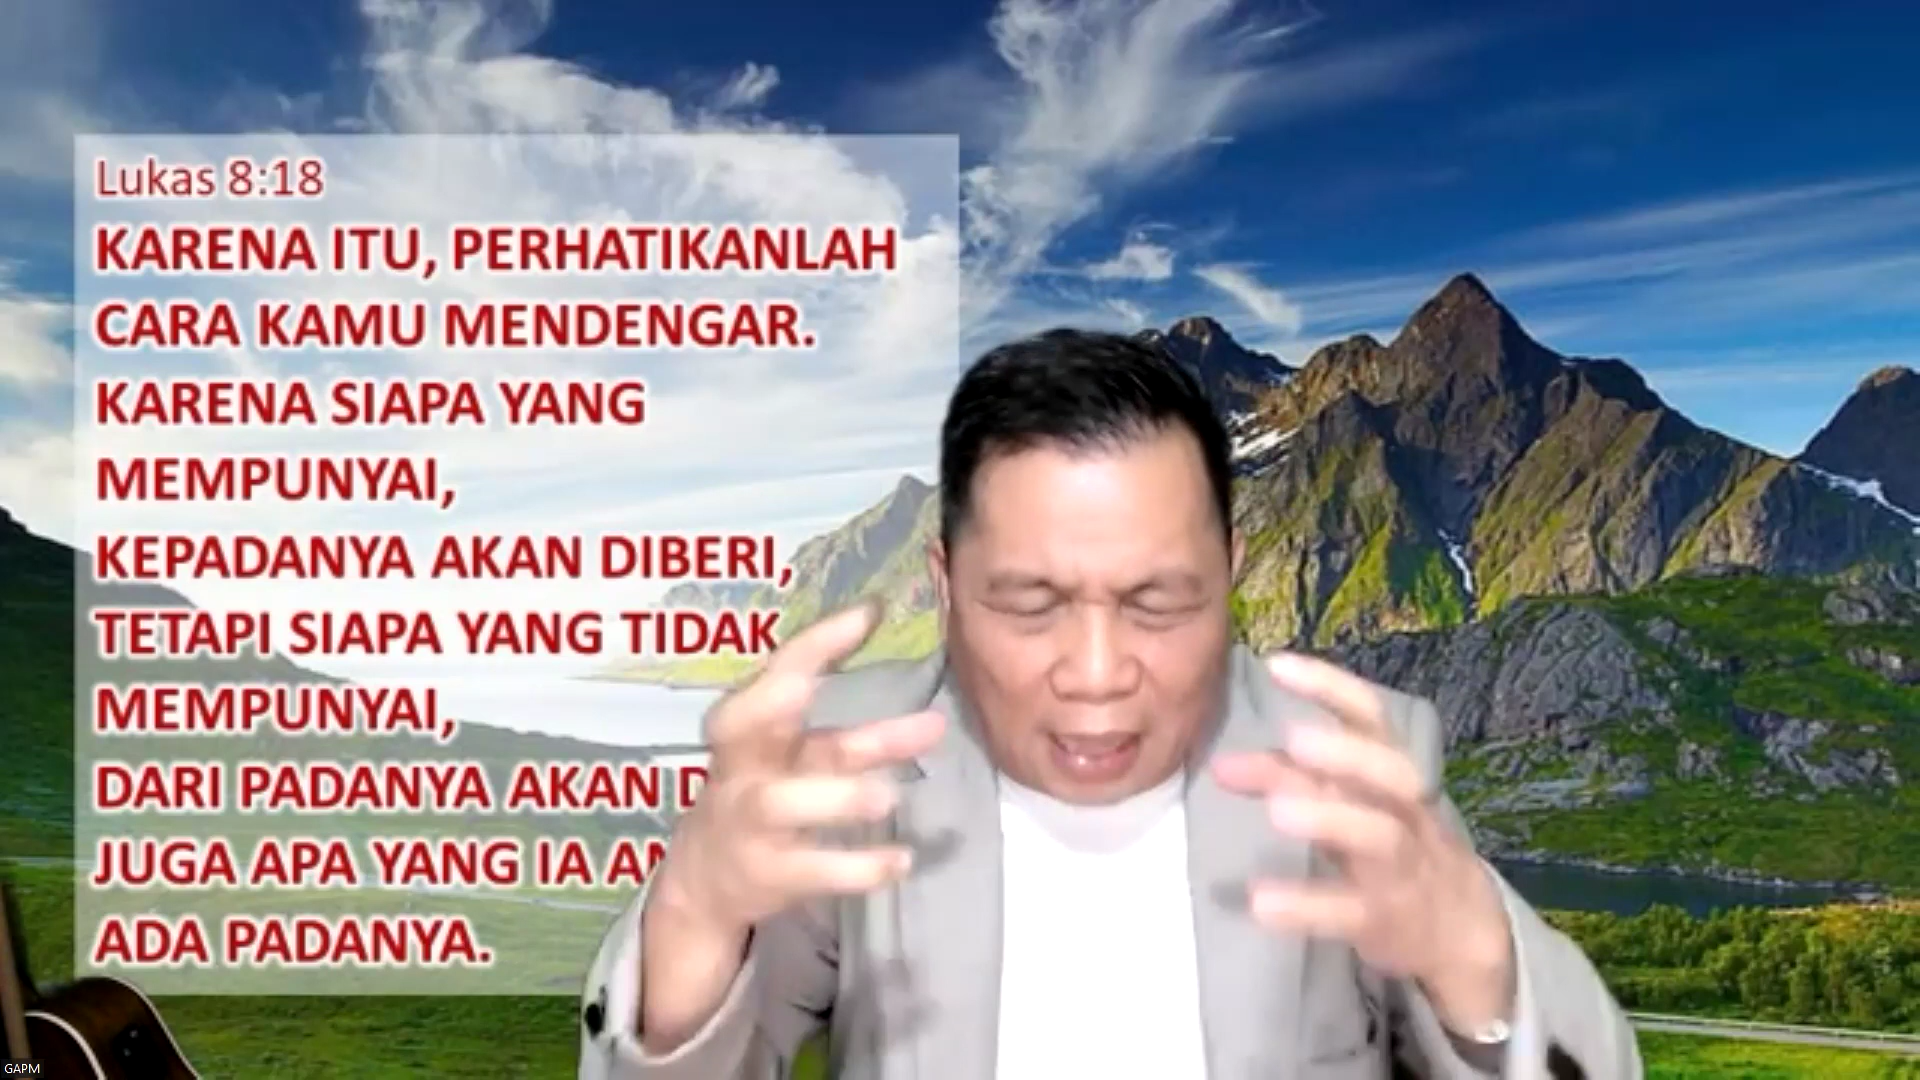 Lukas 8:18
KARENA ITU, PERHATIKANLAH
CARA KAMU MENDENGAR.
KARENA SIAPA YANG
MEMPUNYAI,
KEPADANYA AKAN DIBERI,
TETAPI SIAPA YANG TIDAK
MEMPUNYAI,
DARI PADANYA AKAN
JUGA APA YANG IA
ADA PADANYA.
GAPM